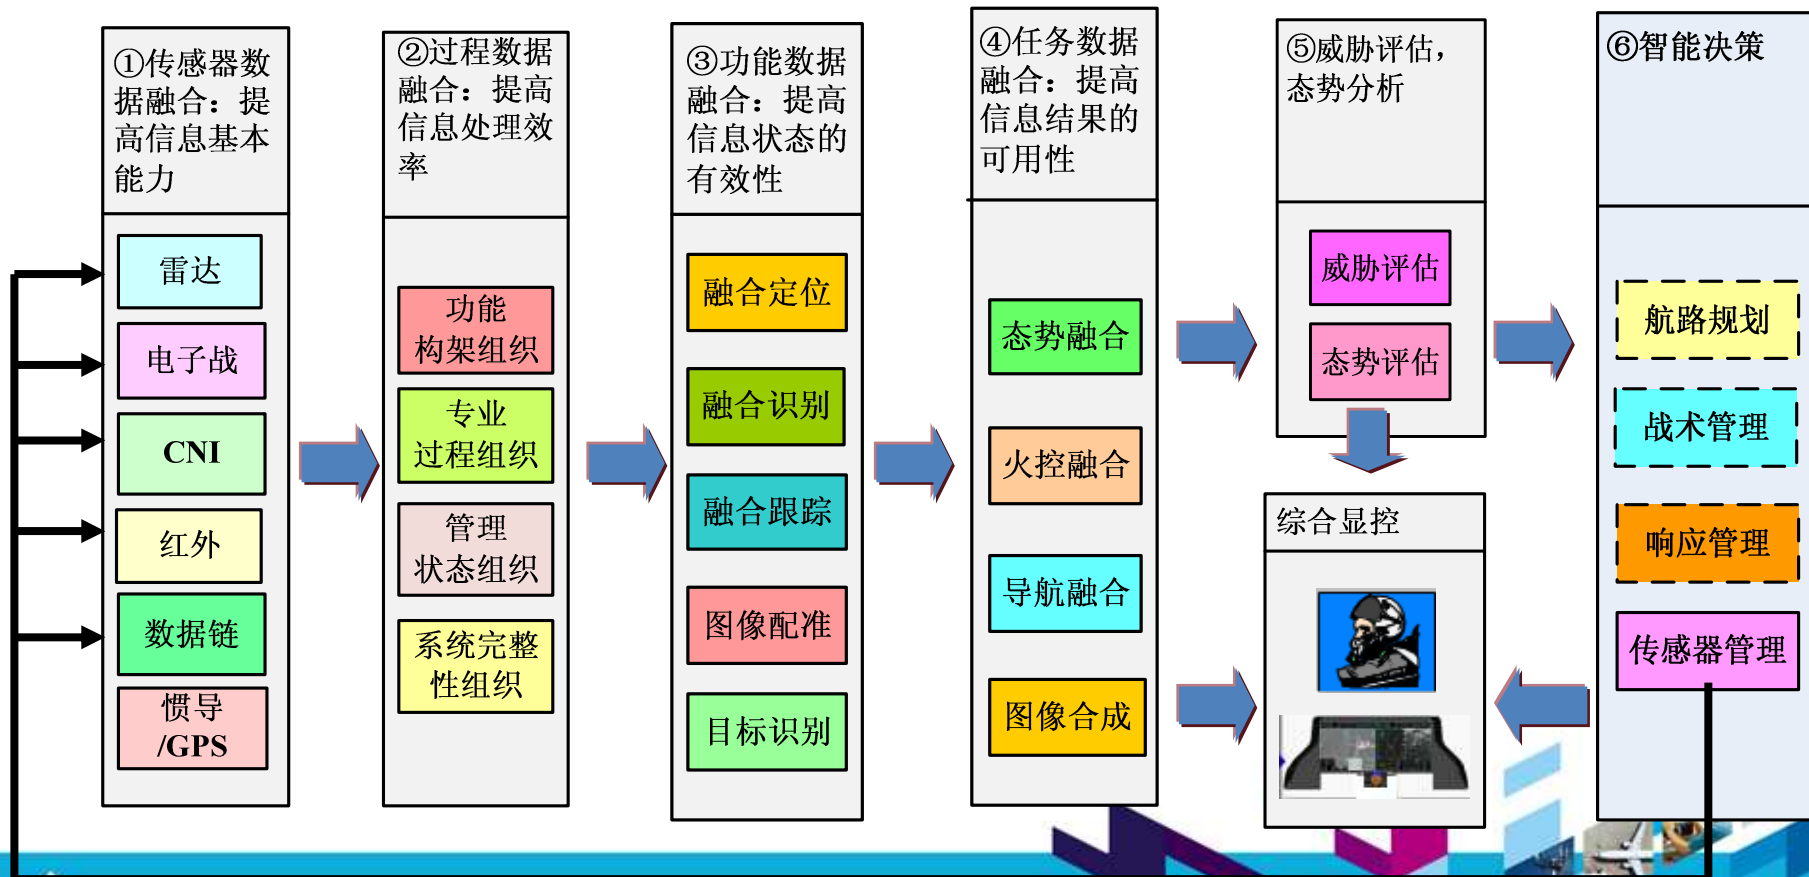 ①传感器数
据融合：提
高信息基本
能力
雷达
电子战
CNI
红外
数据链
惯导
/GPS
②过程数据
融合：提高
信息处理效
率
功能
构架组织
专业
过程组织
管理
状态组织
系统完整
性组织
③功能数据
融合：提高
信息状态的
有效性
融合定位
融合识别
融合跟踪
图像配准
目标识别
④任务数据
融合：提高
信息结果的
可用性
态势融合
火控融合
导航融合
图像合成
⑤威胁评估，
态势分析
威胁评估
态势评估
综合显控
⑥智能决策
航路规划
战术管理
响应管理
传感器管理